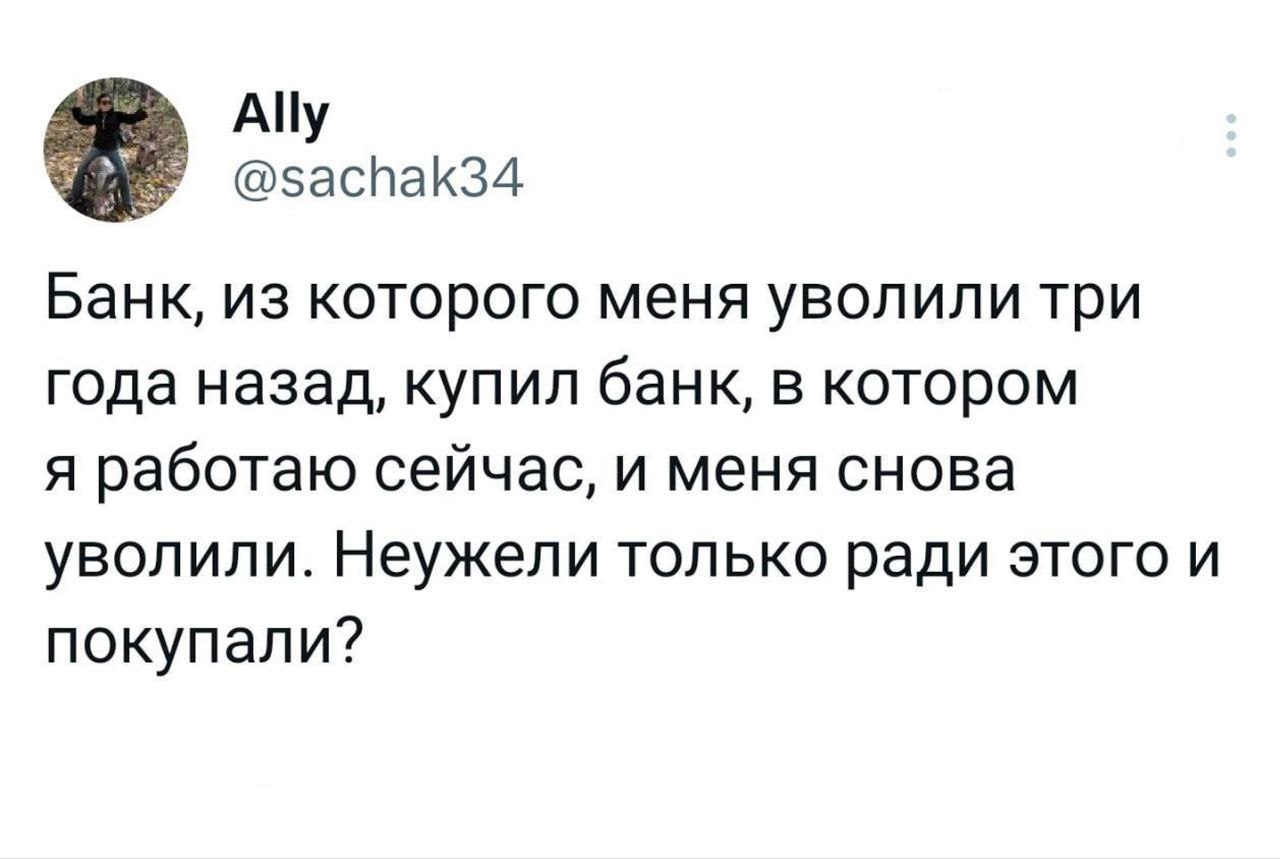 Ally
@sachak34
Банк, из которого меня уволили три
года назад, купил банк, в котором
я работаю сейчас, и меня снова
уволили. Неужели только ради этого и
покупали?